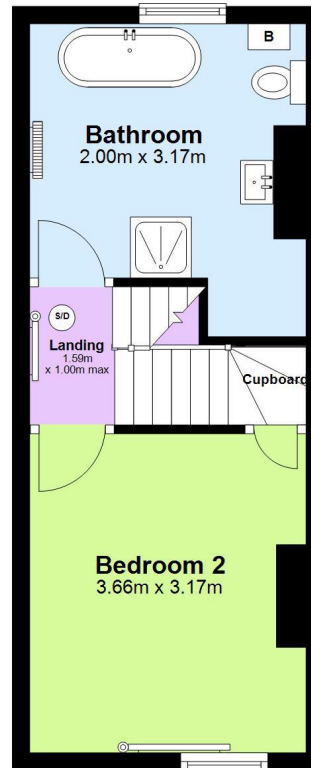 B
Bathroom
2.00m x 3.17m
S/D
Landing
1.59m
x 1.00m max
Cupboard
Bedroom 2
3.66m x 3.17m